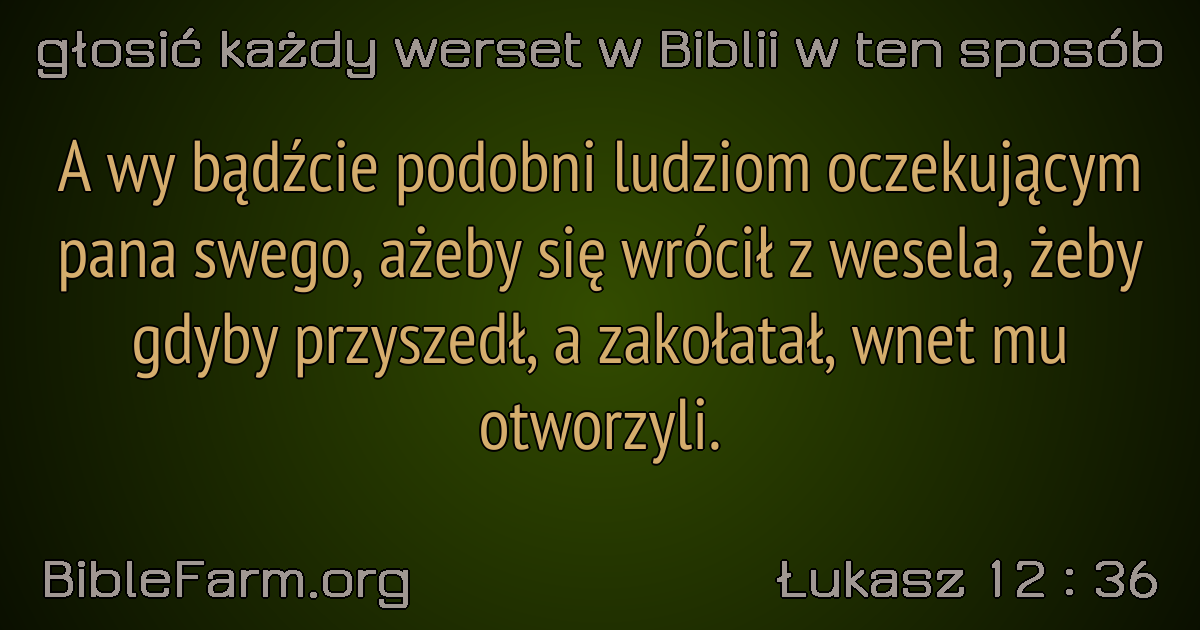 głosić każdy werset w Biblii w ten sposób
A wy bądźcie podobni ludziom oczekującym
pana swego, ażeby się wrócił z wesela, żeby
gdyby przyszedł, a zakołatał, wnet mu
otworzyli.
BibleFarm.org
Łukasz 12 : 36